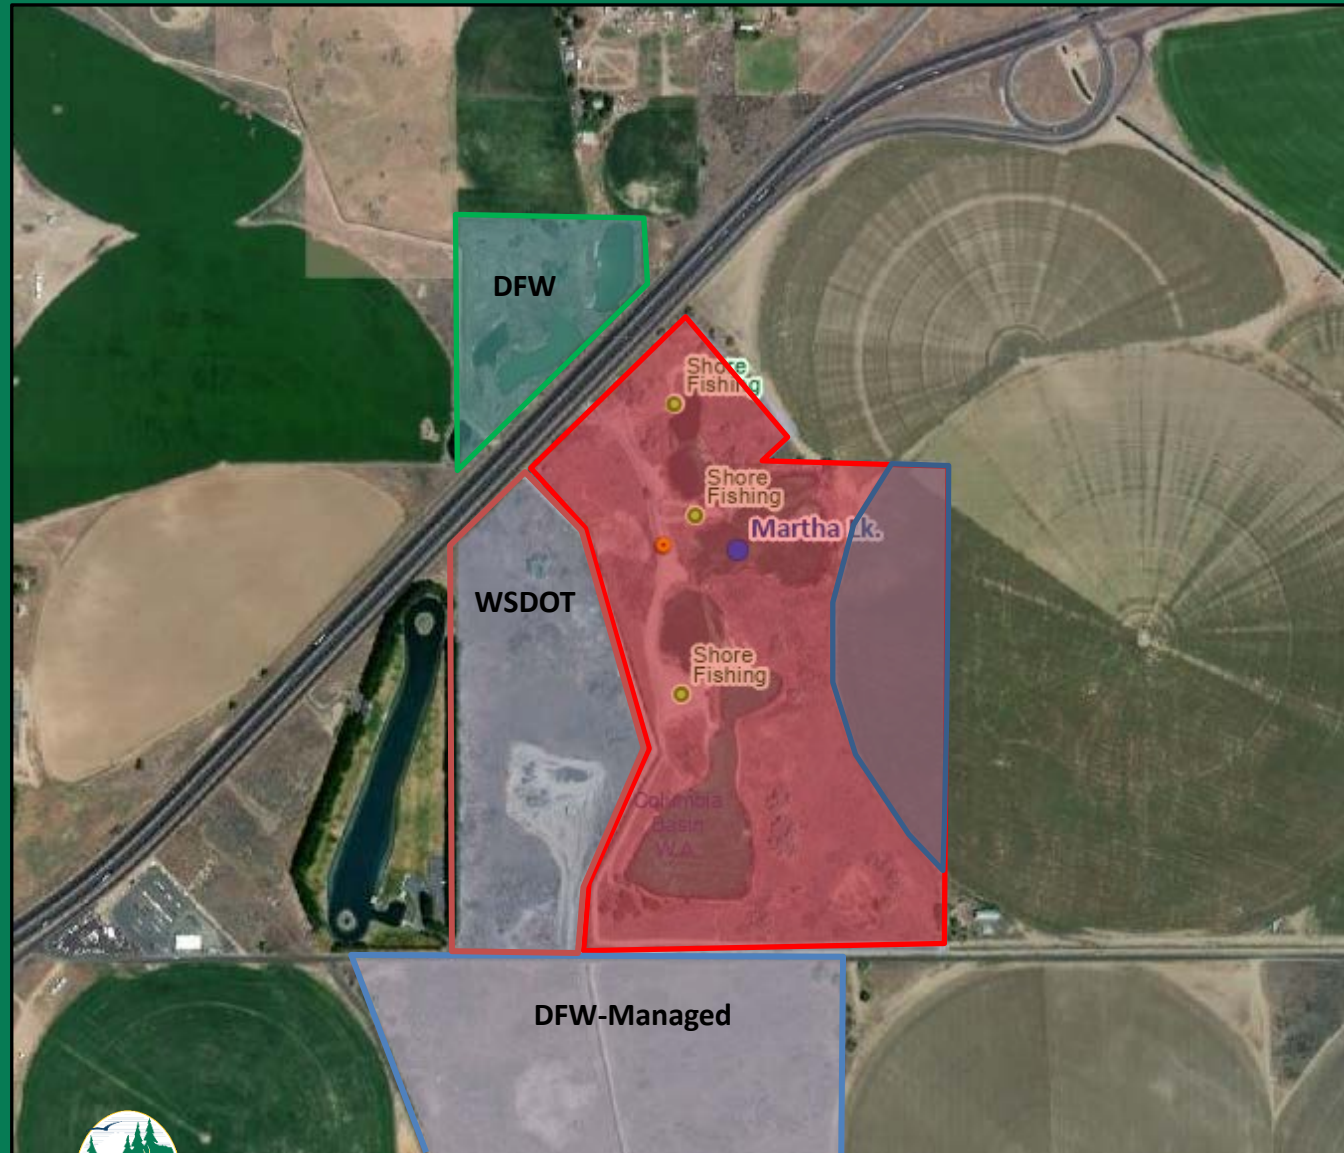 DFW
Shore
Fishing
Shore
Fishing
Martha Lk.
WSDOT
Shore
Fishing
Columbia
Basin
W.A.
DFW-Managed